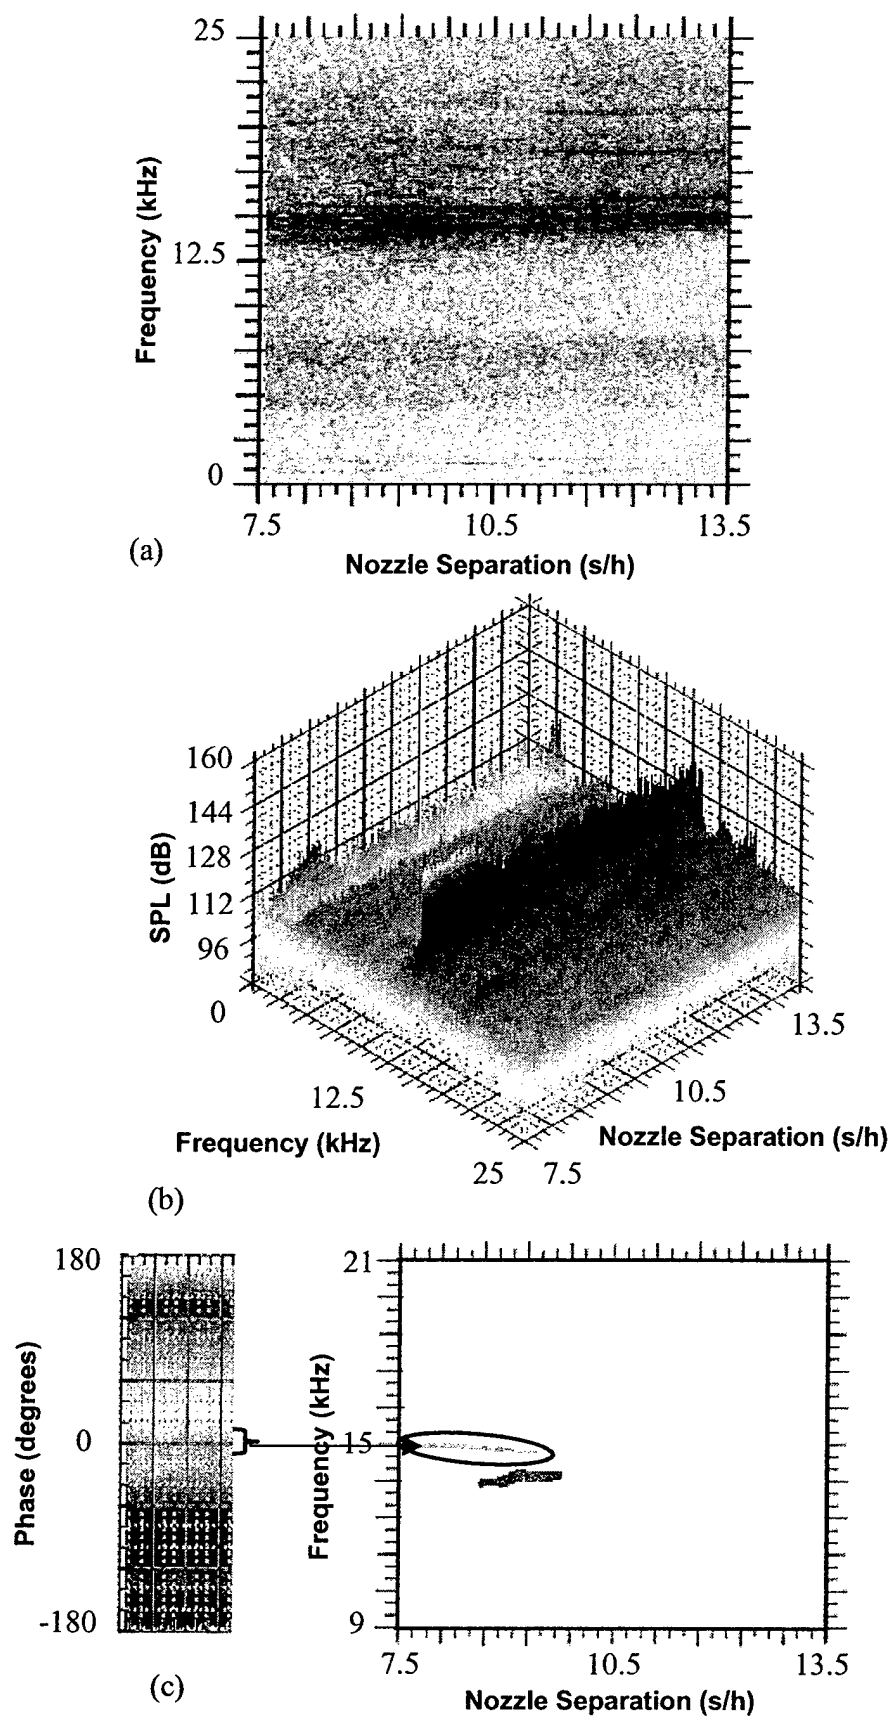 25
Frequency (kHz)
12.5
0
7.5 10.5 13.5
(a)
Nozzle Separation (s/h)
160
144
128
112
96
SPL (dB)
0
12.5
25
Frequency (kHz)
13.5
10.5
7.5
Nozzle Separation (s/h)
(b)
180
0
-180
Phase (degrees)
21
15
9
Frequency (kHz)
7.5 10.5 13.5
(c)
Nozzle Separation (s/h)